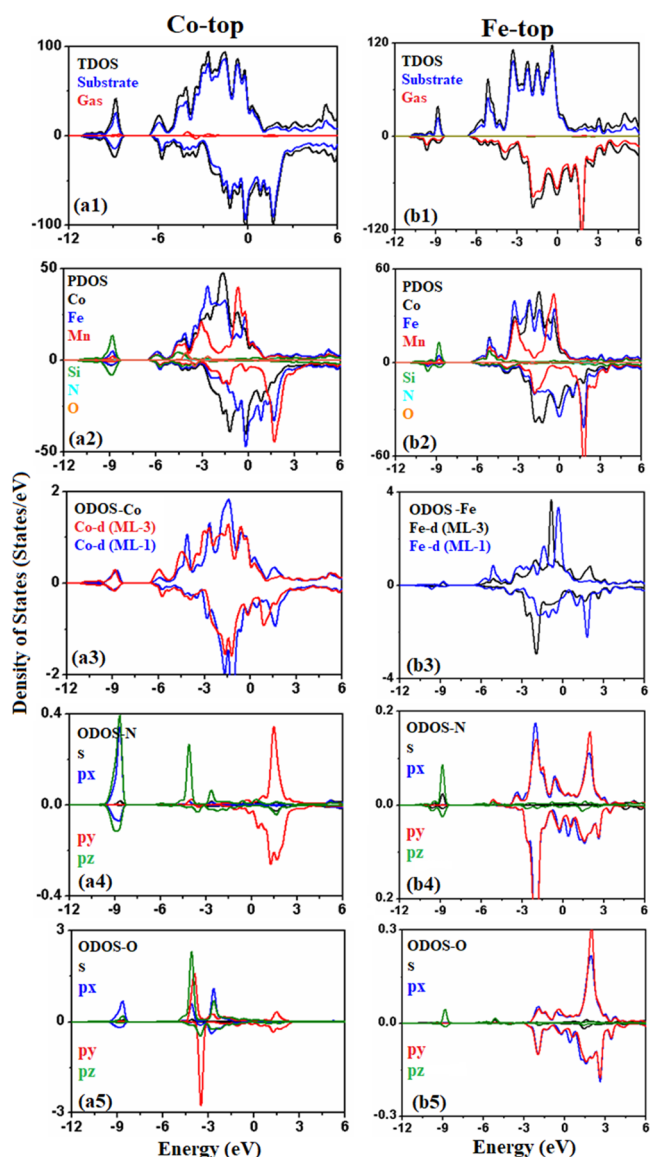 Co-top
Fe-top
Density of States (States/eV)
100
0
-100
TDOS
Substrate
Gas
(a1)
-12 -9 -6 -3 0 3 6
120
0
-120
TDOS
Substrate
Gas
(b1)
-12 -9 -6 -3 0 3 6
50
0
-50
PDOS
Co
Fe
Mn
Si
N
O
(a2)
-12 -9 -6 -3 0 3 6
60
0
-60
PDOS
Co
Fe
Mn
Si
N
O
(b2)
-12 -9 -6 -3 0 3 6
2
0
-2
ODOS-Co
Co-d (ML-3)
Co-d (ML-1)
(a3)
-12 -9 -6 -3 0 3 6
4
0
-4
ODOS -Fe
Fe-d (ML-3)
Fe-d (ML-1)
(b3)
-12 -9 -6 -3 0 3 6
0.4
0.0
-0.4
ODOS-N
s
px
py
pz
(a4)
-12 -9 -6 -3 0 3 6
0.2
0.0
0.2
ODOS-N
s
px
py
pz
(b4)
-12 -9 -6 -3 0 3 6
3
0
-3
ODOS-O
s
px
py
pz
(a5)
-12 -9 -6 -3 0 3 6
Energy (eV)
0.3
0.0
-0.3
ODOS-O
s
px
py
pz
(b5)
-12 -9 -6 -3 0 3 6
Energy (eV)